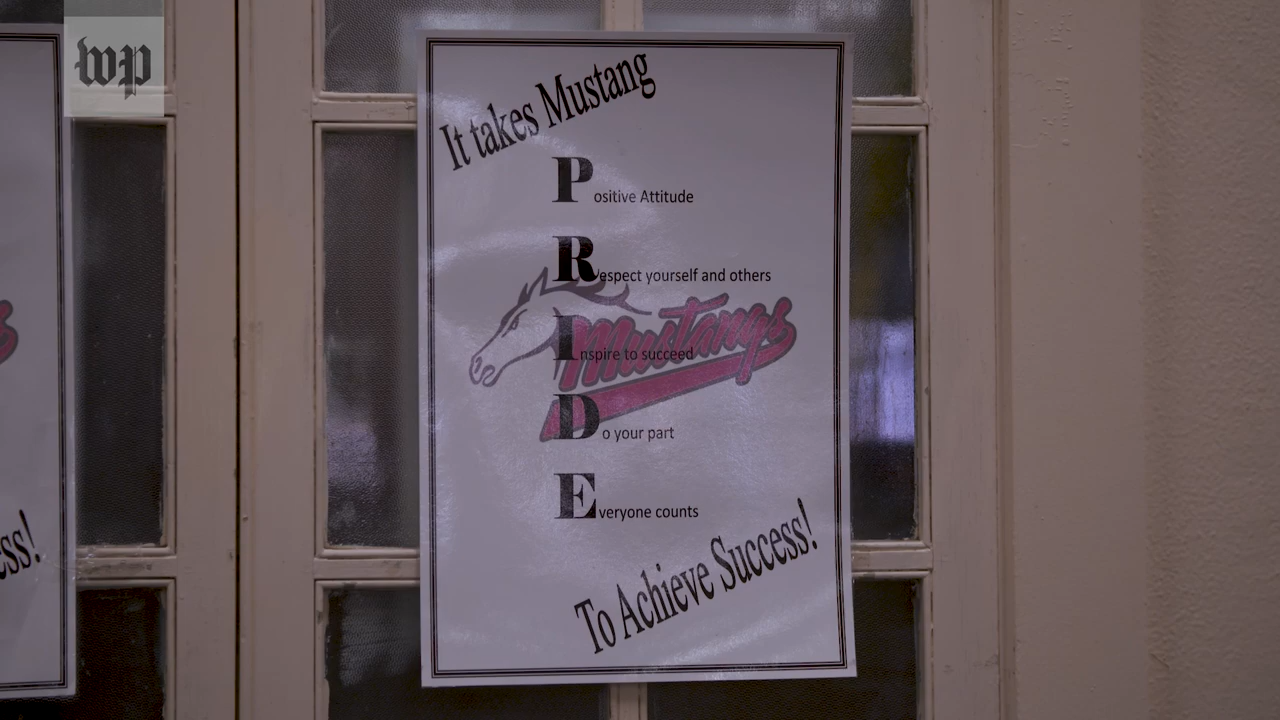 wp
It takes Mustang
Positive Attitude
Respect yourself and others
Mustangs
Inspire to succeed
Do your part
Everyone counts
To Achieve Success!
s
ess!